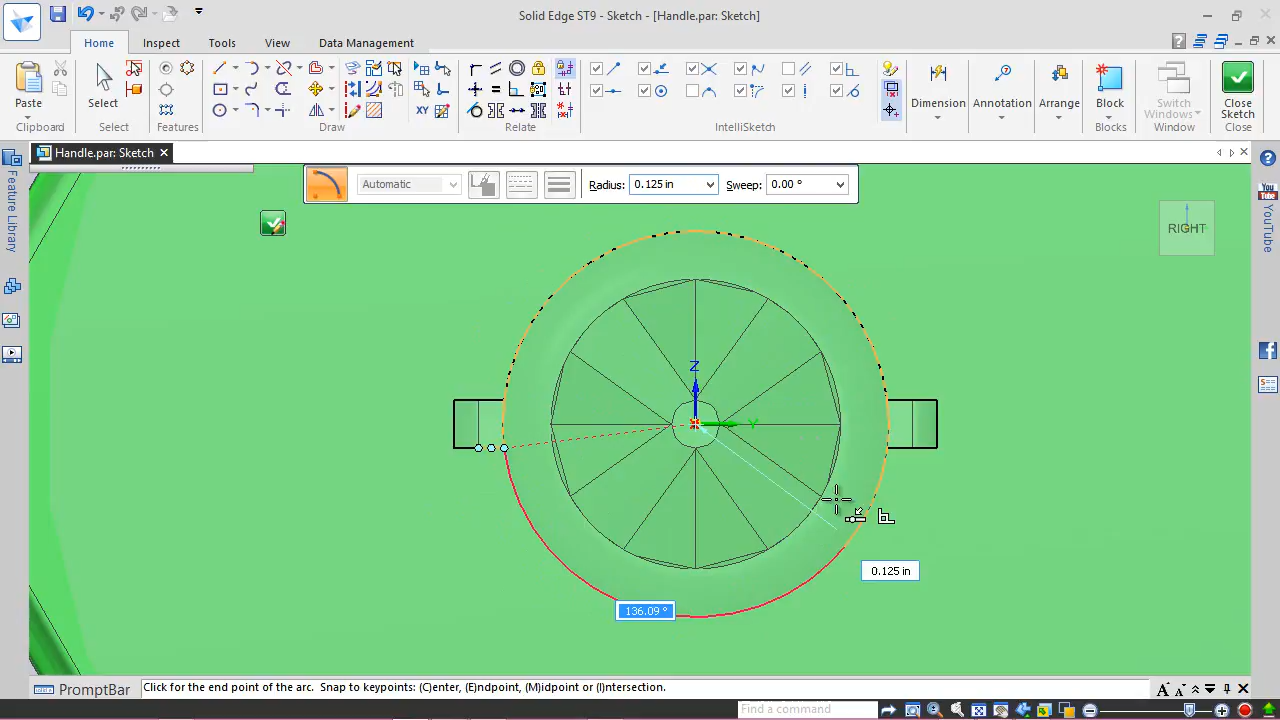 Solid Edge ST9 - Sketch - [Handle.par: Sketch]
Home Inspect Tools View Data Management
Paste Select Dimension Annotation Arrange Block Switch Windows Close Sketch
Clipboard Select Features Draw Relate IntelliSketch Blocks Window Close
XY
Handle.par: Sketch
Automatic Radius: 0.125 in Sweep: 0.00 °
Feature Library
YouTube
RIGHT
Z
Y
0.125 in
136.09 °
PromptBar Click for the end point of the arc. Snap to keypoints: (C)enter, (E)ndpoint, (M)idpoint or (I)ntersection.
Find a command